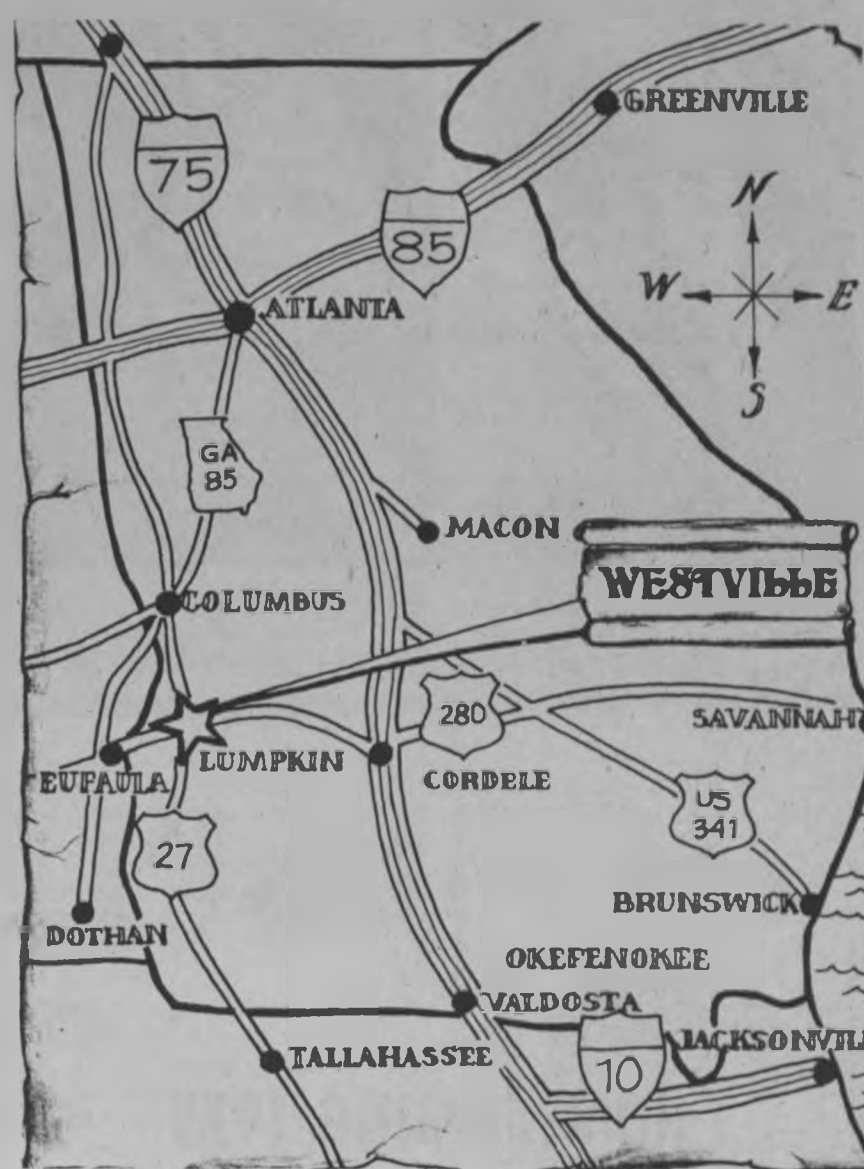 GREENVILLE
75
85
N
W E
S
ATLANTA
GA
85
MACON
WESTVILLE
COLUMBUS
280
SAVANNAH
LUMPKIN
EUFAULA
CORDELE
US
341
27
BRUNSWICK
DOTHAN
OKEFENOKEE
VALDOSTA
JACKSONVIL
TALLAHASSEE
10